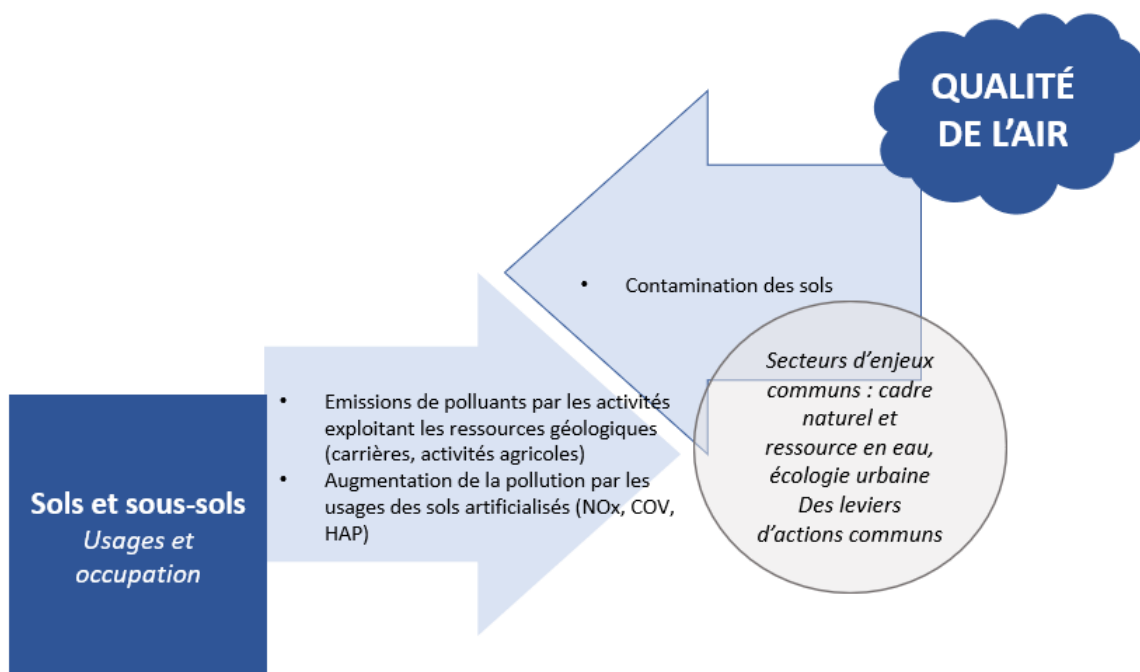 QUALITÉ
DE L’AIR
• Contamination des sols
Secteurs d’enjeux
communs : cadre
naturel et
ressource en eau,
écologie urbaine
Des leviers
d’actions communs
• Emissions de polluants par les activités
exploitant les ressources géologiques
(carrières, activités agricoles)
• Augmentation de la pollution par les
usages des sols artificialisés (NOx, COV,
HAP)
Sols et sous-sols
Usages et
occupation